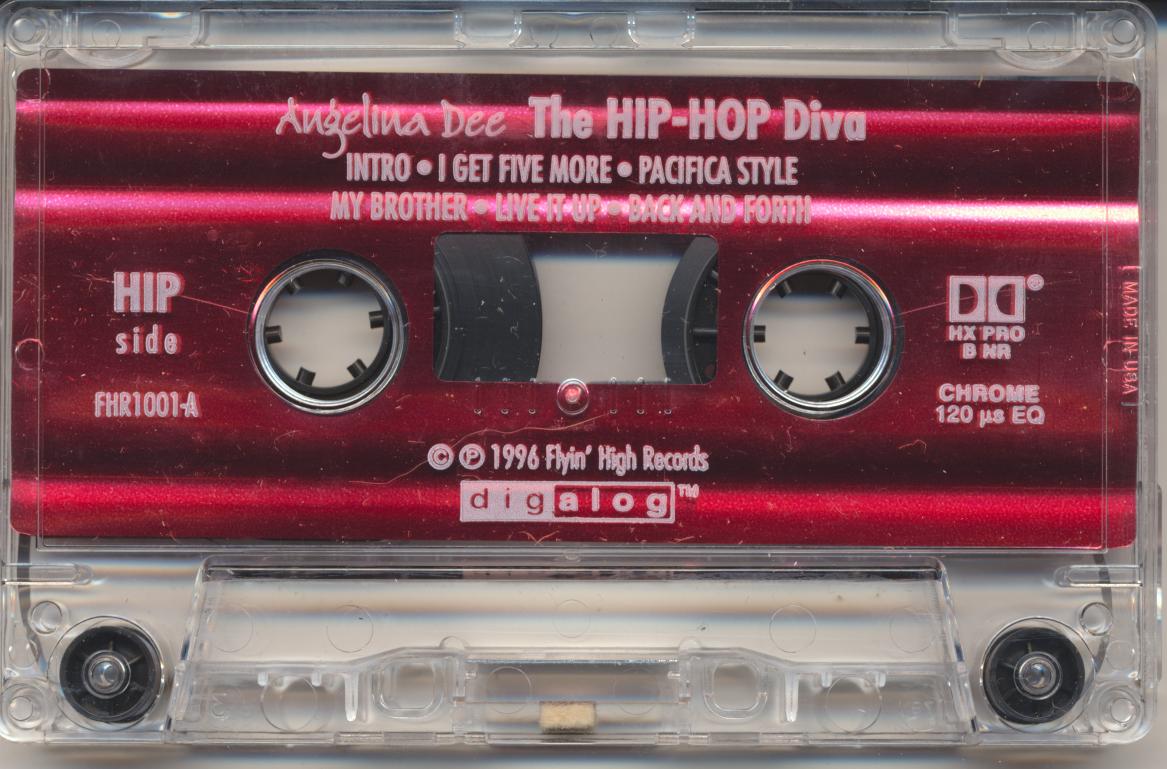 Angelina Dee The HIP-HOP Diva
INTRO • I GET FIVE MORE • PACIFICA STYLE
MY BROTHER • LIVE IT UP • BACK AND FORTH
HIP
side
FHR1001-A
®
HX PRO
B NR
CHROME
120 µs EQ
[ MADE IN USA ]
© ℗ 1996 Flyin' High Records
digalog™